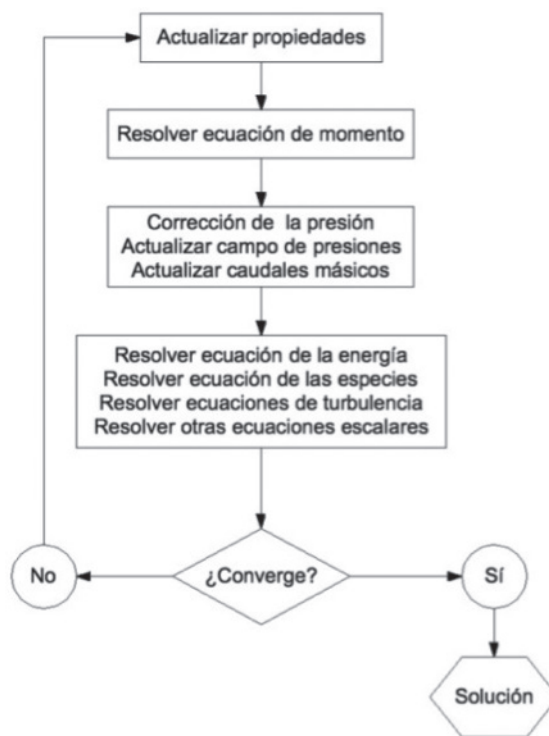 Actualizar propiedades
Resolver ecuación de momento
Corrección de la presión
Actualizar campo de presiones
Actualizar caudales másicos
Resolver ecuación de la energía
Resolver ecuación de las especies
Resolver ecuaciones de turbulencia
Resolver otras ecuaciones escalares
No
¿Converge?
Sí
Solución